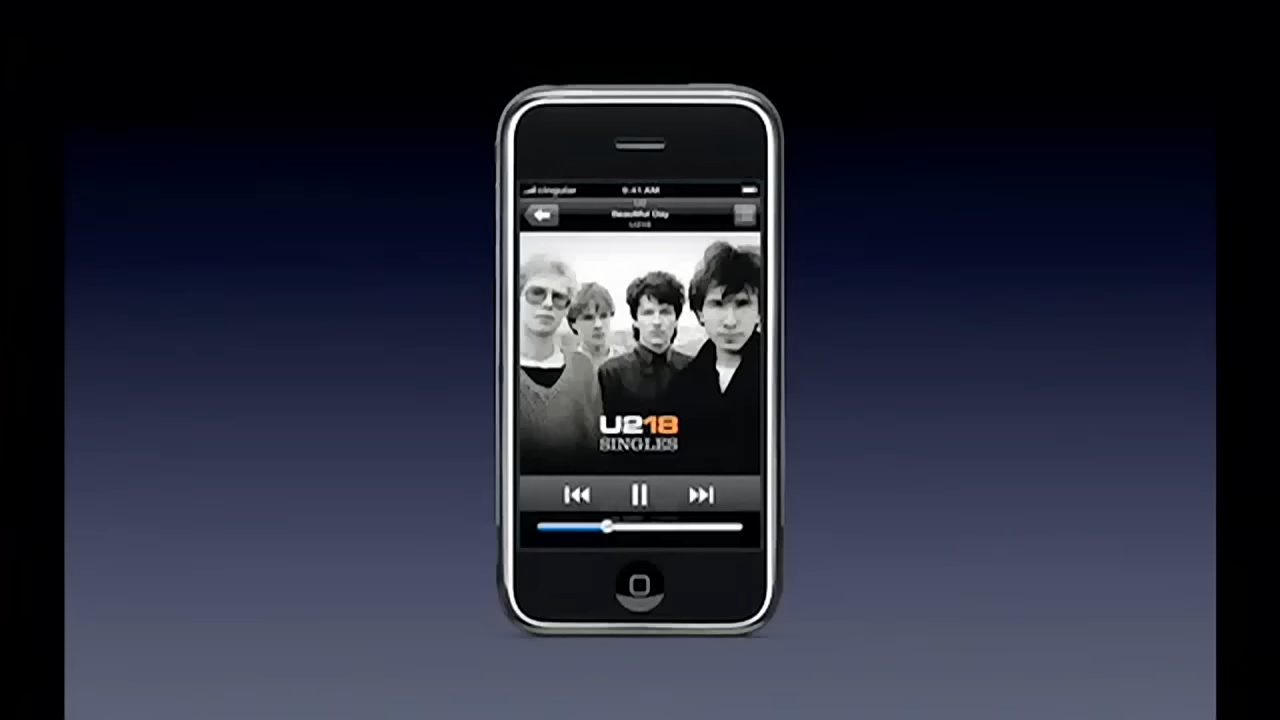 cingular 9:41 AM
U2
Beautiful Day
U218
U218
SINGLES